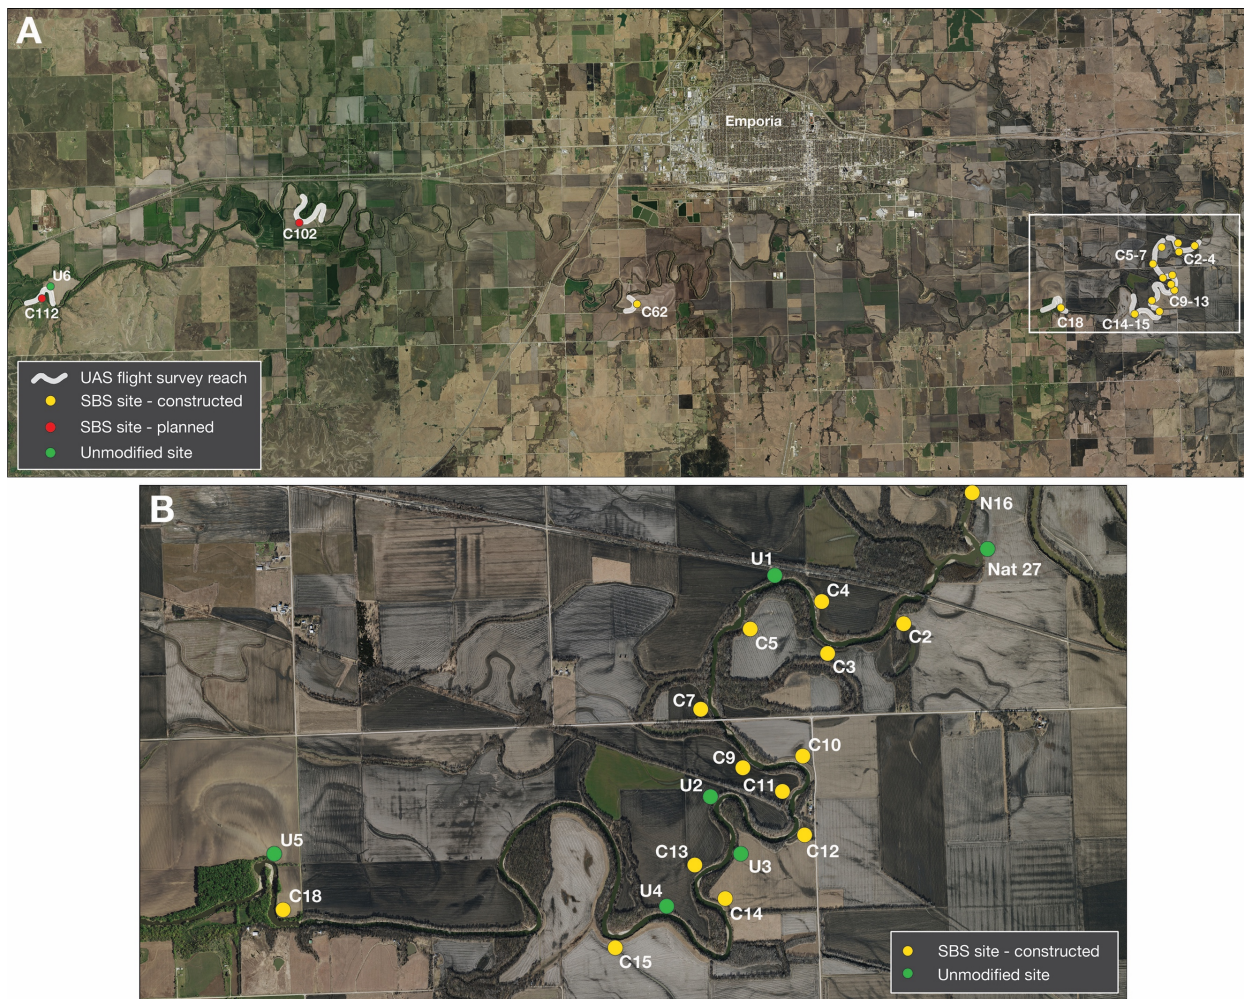 A
Emporia
C102
U6
C112
C62
C5-7
C2-4
C9-13
C18
C14-15
UAS flight survey reach
SBS site - constructed
SBS site - planned
Unmodified site
B
N16
U1
Nat 27
C4
C5
C2
C3
C7
C10
C9
C11
U2
C12
U5
C13
U3
C18
U4
C14
C15
SBS site - constructed
Unmodified site